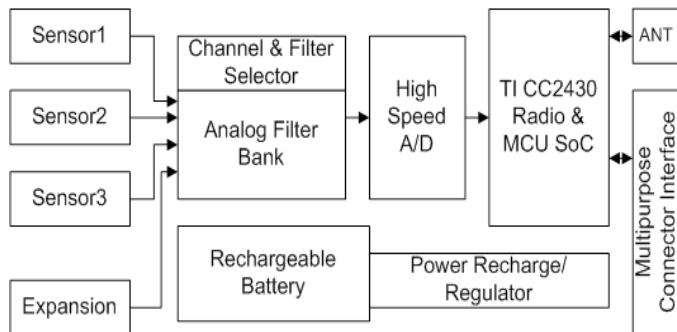 Sensor1
Sensor2
Sensor3
Expansion
Channel & Filter
Selector
Analog Filter
Bank
High
Speed
A/D
TI CC2430
Radio &
MCU SoC
ANT
Multipurpose
Connector Interface
Rechargeable
Battery
Power Recharge/
Regulator